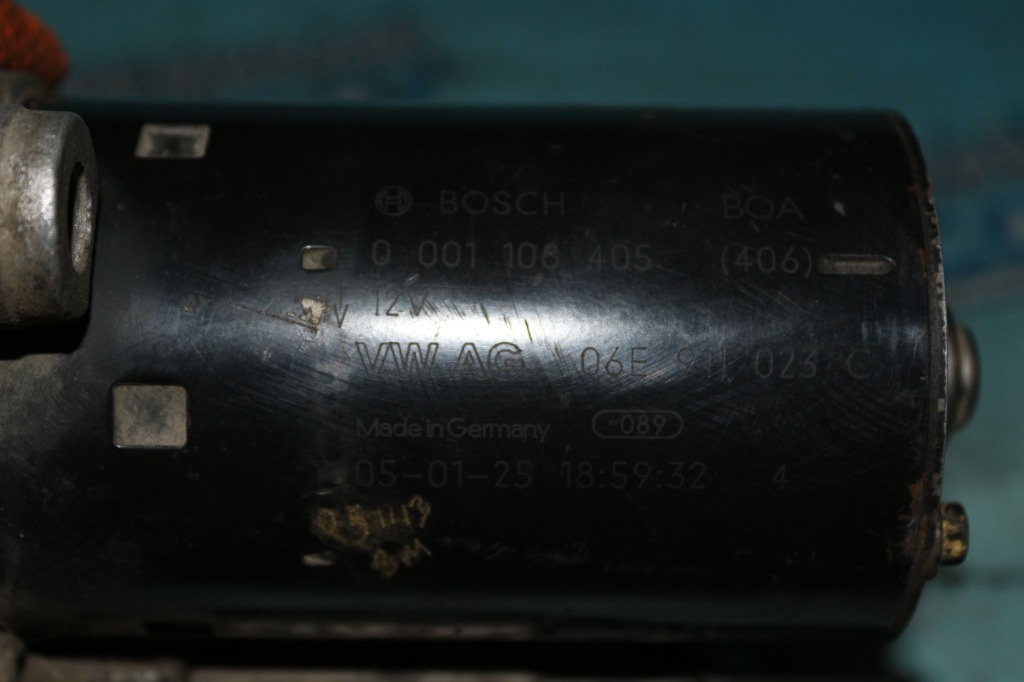 BOSCH BOA
0 001 108 405 (406)
12V
VW AG 06E 911 023 C
Made in Germany 089
05-01-25 18:59:32 4